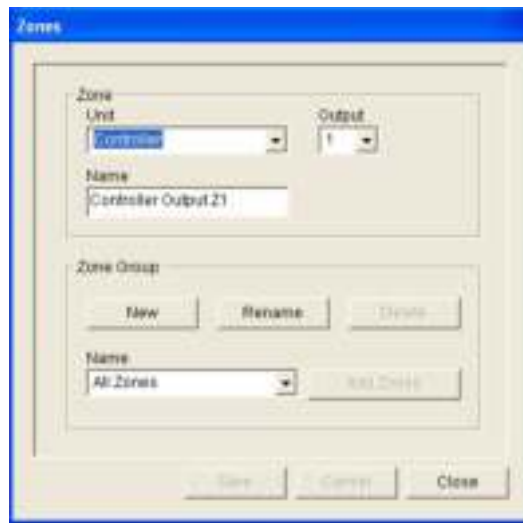 Zones
Zone
Unit Output
Controller 1
Name
Controller Output Z1
Zone Group
New Rename Delete
Name
All Zones Edit Zones
Save Cancel Close